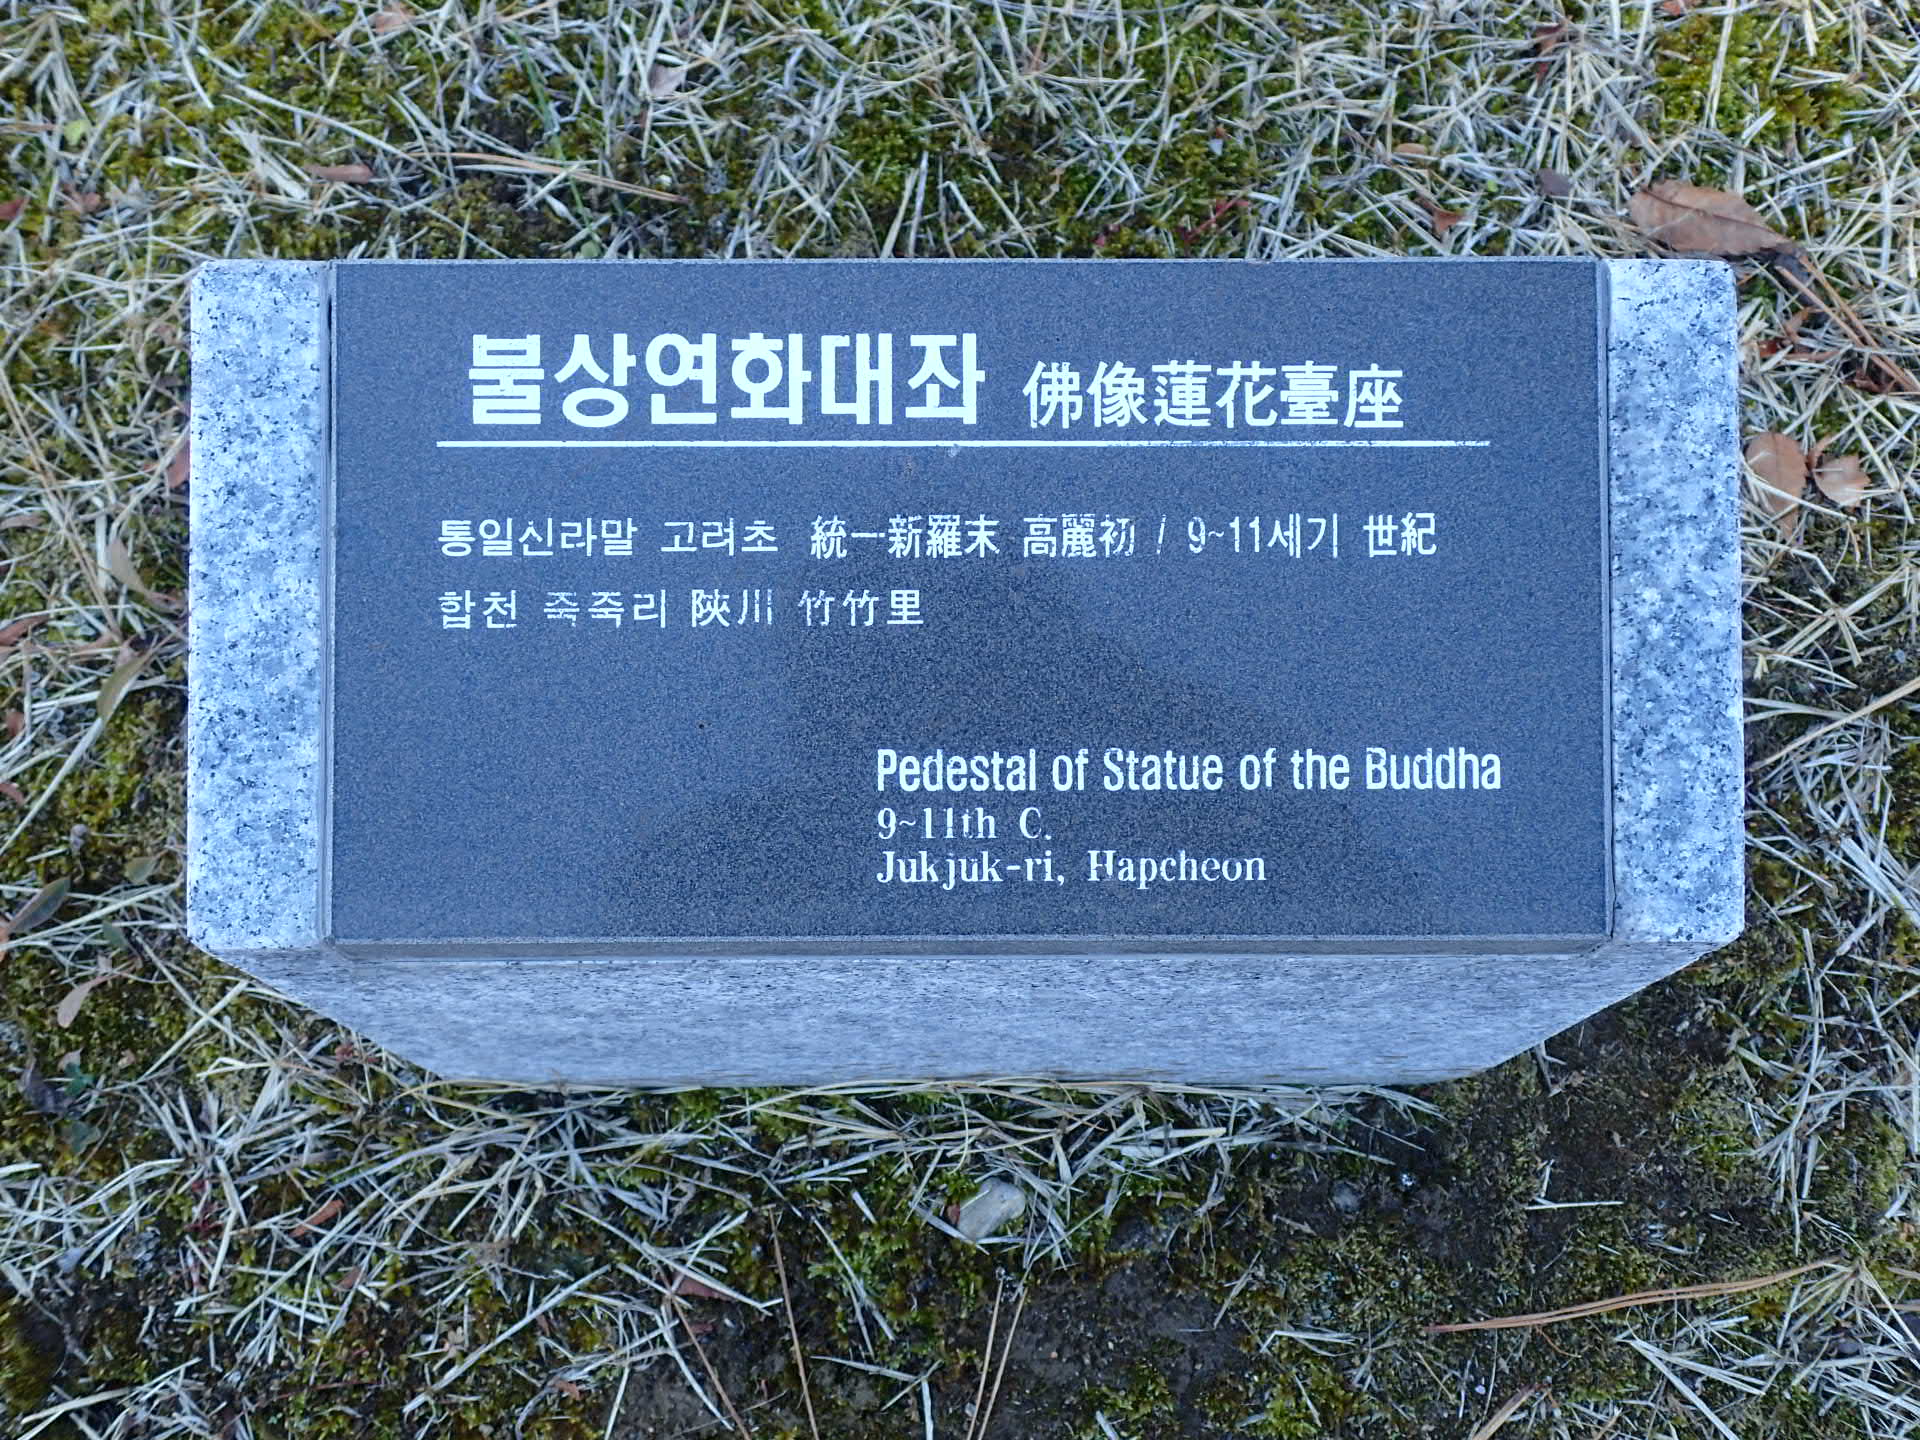 불상연화대좌 佛像蓮花臺座
통일신라말 고려초 統一新羅末 高麗初 / 9~11세기 世紀
합천 죽죽리 陜川 竹竹里
Pedestal of Statue of the Buddha
9~11th C.
Jukjuk-ri, Hapcheon